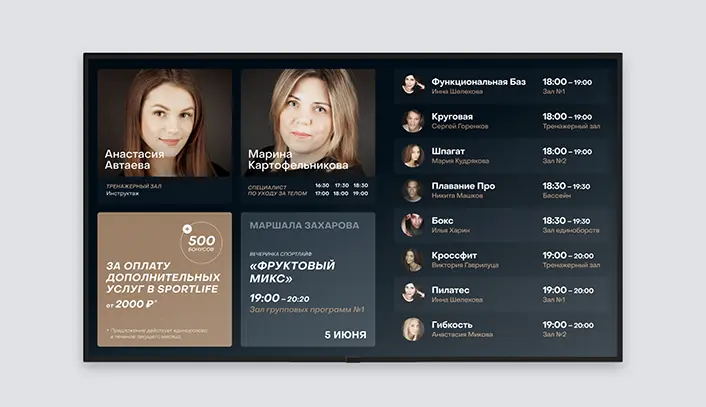 Анастасия
Автаева
ТРЕНАЖЕРНЫЙ ЗАЛ
Инструктаж
Марина
Картофельникова
СПЕЦИАЛИСТ
ПО УХОДУ ЗА ТЕЛОМ
16:30 17:30 18:30
17:00 18:00 19:00
+500
БОНУСОВ
ЗА ОПЛАТУ
ДОПОЛНИТЕЛЬНЫХ
УСЛУГ В SPORTLIFE
от 2000 ₽*
* Предложение действует единоразово
в течение текущего месяца.
МАРШАЛА ЗАХАРОВА
ВЕЧЕРИНКА СПОРТЛАЙФ
«ФРУКТОВЫЙ
МИКС»
19:00 – 20:20
Зал групповых программ №1
5 ИЮНЯ
Функциональная Баз 18:00 – 19:00
Инна Шелехова Зал №1
Круговая 18:00 – 19:00
Сергей Горенков Тренажерный зал
Шпагат 18:00 – 19:00
Мария Кудрякова Зал №2
Плавание Про 18:30 – 19:30
Никита Машков Бассейн
Бокс 18:30 – 19:30
Илья Харин Зал единоборств
Кроссфит 19:00 – 20:00
Виктория Гверилуца Тренажерный зал
Пилатес 19:00 – 20:00
Инна Шелехова Зал №1
Гибкость 19:00 – 20:00
Анастасия Микова Зал №2